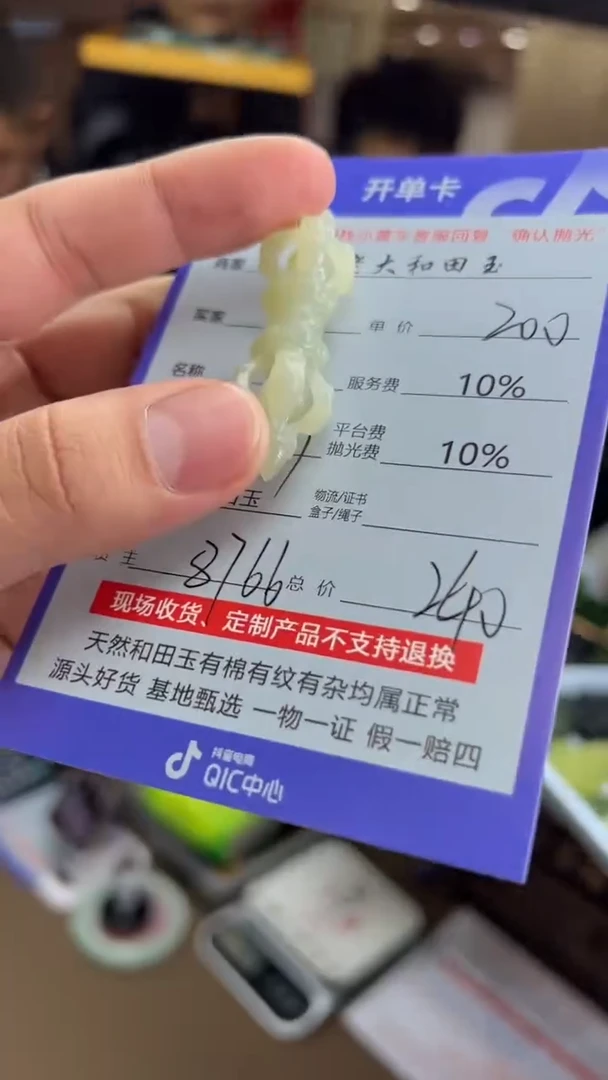 开单卡
客服回复 确认抛光
商家 大和田玉
买家 单价 200
名称 服务费 10%
平台费
抛光费 10%
玉 物流/证书
盒子/绳子
8766 总价 240
现场收货、定制产品不支持退换
天然和田玉有棉有纹有杂均属正常
源头好货 基地甄选 一物一证 假一赔四
抖音电商
QIC中心